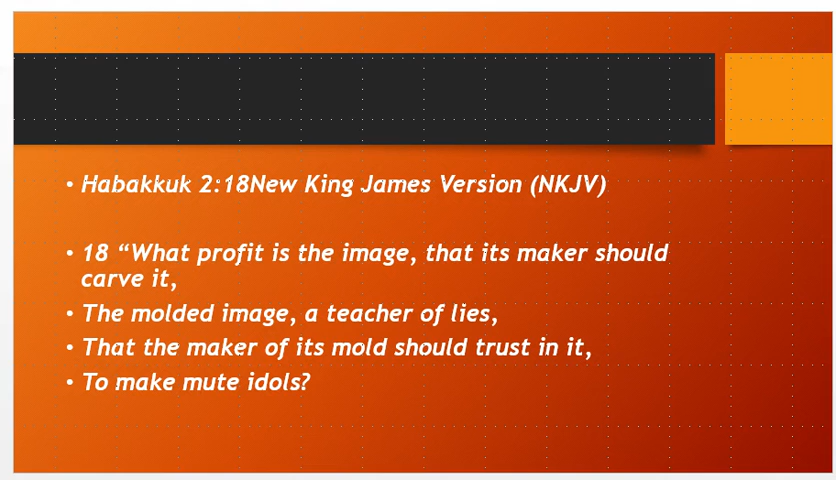 • Habakkuk 2:18New King James Version (NKJV)
• 18 “What profit is the image, that its maker should
carve it,
• The molded image, a teacher of lies,
• That the maker of its mold should trust in it,
• To make mute idols?